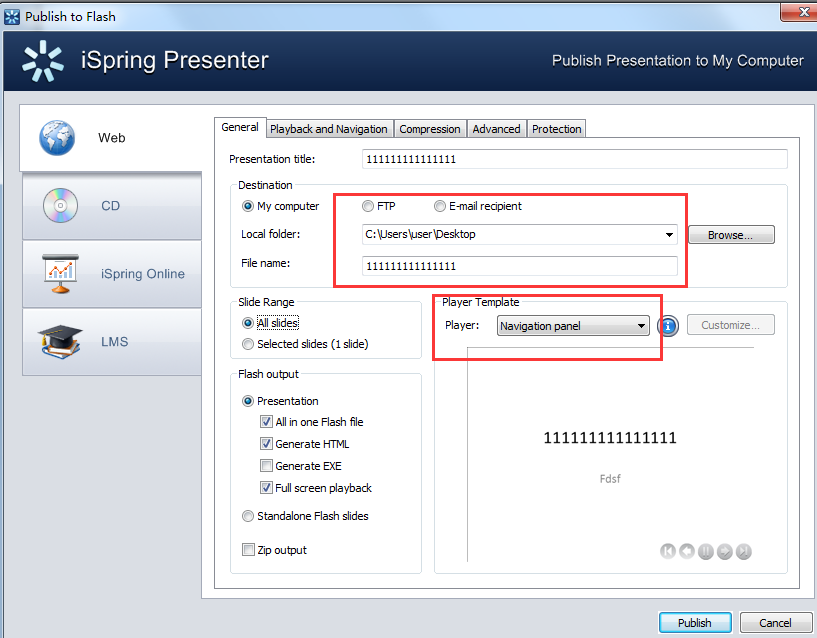 Publish to Flash
iSpring Presenter
Publish Presentation to My Computer
Web
CD
iSpring Online
LMS
General Playback and Navigation Compression Advanced Protection
Presentation title: 111111111111111
Destination
My computer FTP E-mail recipient
Local folder: C:\Users\user\Desktop Browse...
File name: 111111111111111
Slide Range
All slides
Selected slides (1 slide)
Player Template
Player: Navigation panel Customize...
Flash output
Presentation
All in one Flash file
Generate HTML
Generate EXE
Full screen playback
Standalone Flash slides
Zip output
111111111111111
Fdsf
Publish Cancel